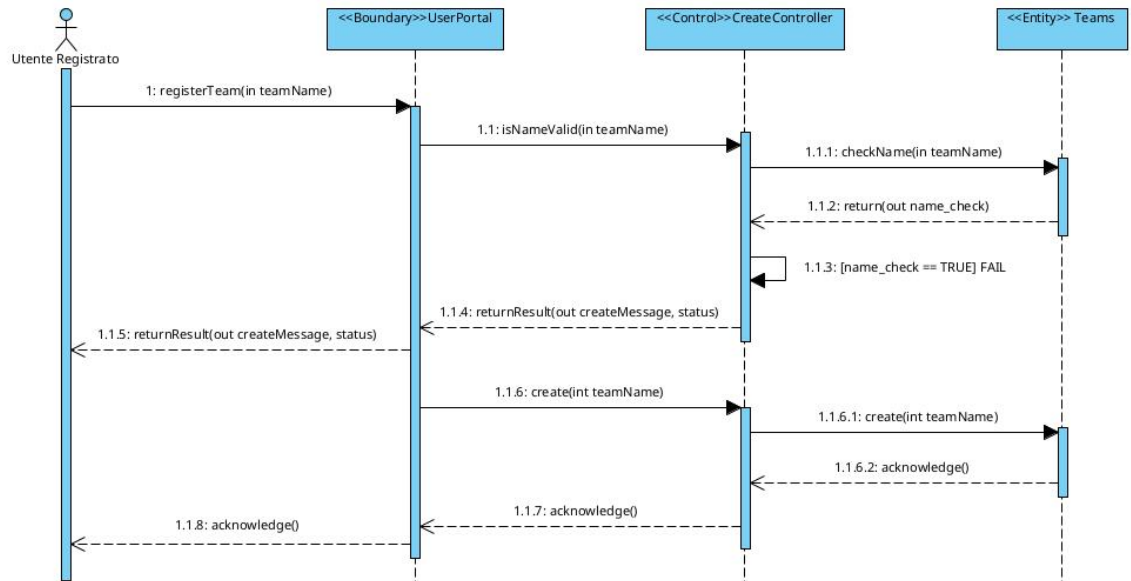 <<Boundary>>UserPortal
<<Control>>CreateController
<<Entity>> Teams
Utente Registrato
1: registerTeam(in teamName)
1.1: isNameValid(in teamName)
1.1.1: checkName(in teamName)
1.1.2: return(out name_check)
1.1.3: [name_check == TRUE] FAIL
1.1.4: returnResult(out createMessage, status)
1.1.5: returnResult(out createMessage, status)
1.1.6: create(int teamName)
1.1.6.1: create(int teamName)
1.1.6.2: acknowledge()
1.1.7: acknowledge()
1.1.8: acknowledge()